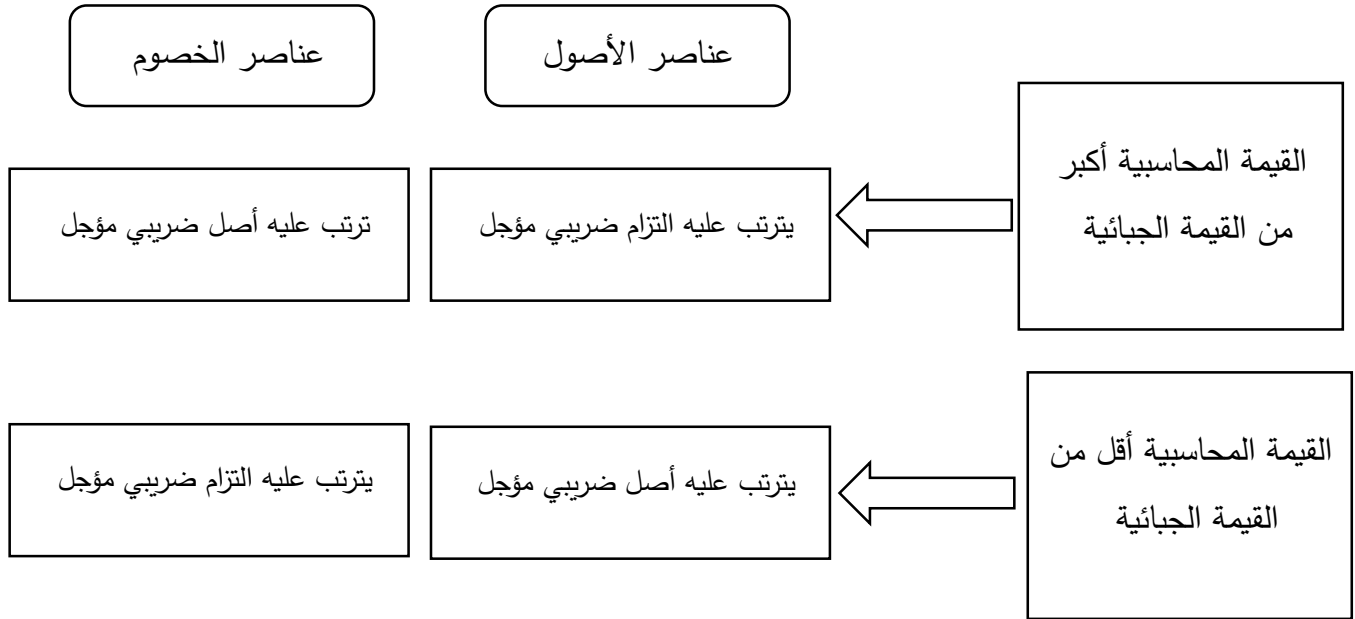 عناصر الأصول
عناصر الخصوم
القيمة المحاسبية أكبر
من القيمة الجبائية
يترتب عليه التزام ضريبي مؤجل
ترتب عليه أصل ضريبي مؤجل
القيمة المحاسبية أقل من
القيمة الجبائية
يترتب عليه أصل ضريبي مؤجل
يترتب عليه التزام ضريبي مؤجل